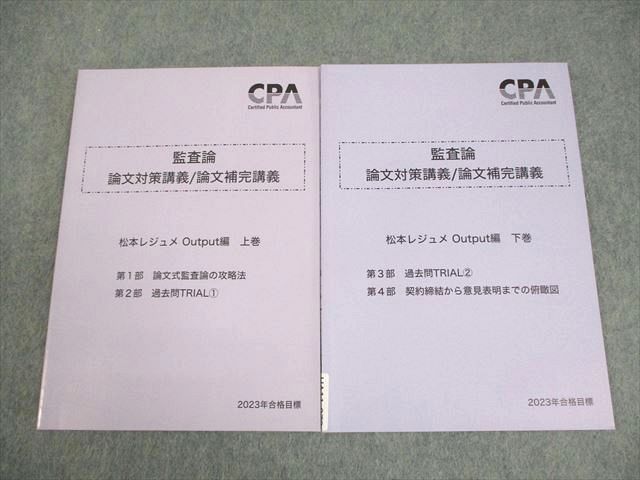 CPA
Certified Public Accountant
監査論
論文対策講義/論文補完講義
松本レジュメ Output編　上巻
第1部　論文式監査論の攻略法
第2部　過去問TRIAL①
2023年合格目標
CPA
Certified Public Accountant
監査論
論文対策講義/論文補完講義
松本レジュメ Output編　下巻
第3部　過去問TRIAL②
第4部　契約締結から意見表明までの俯瞰図
2023年合格目標